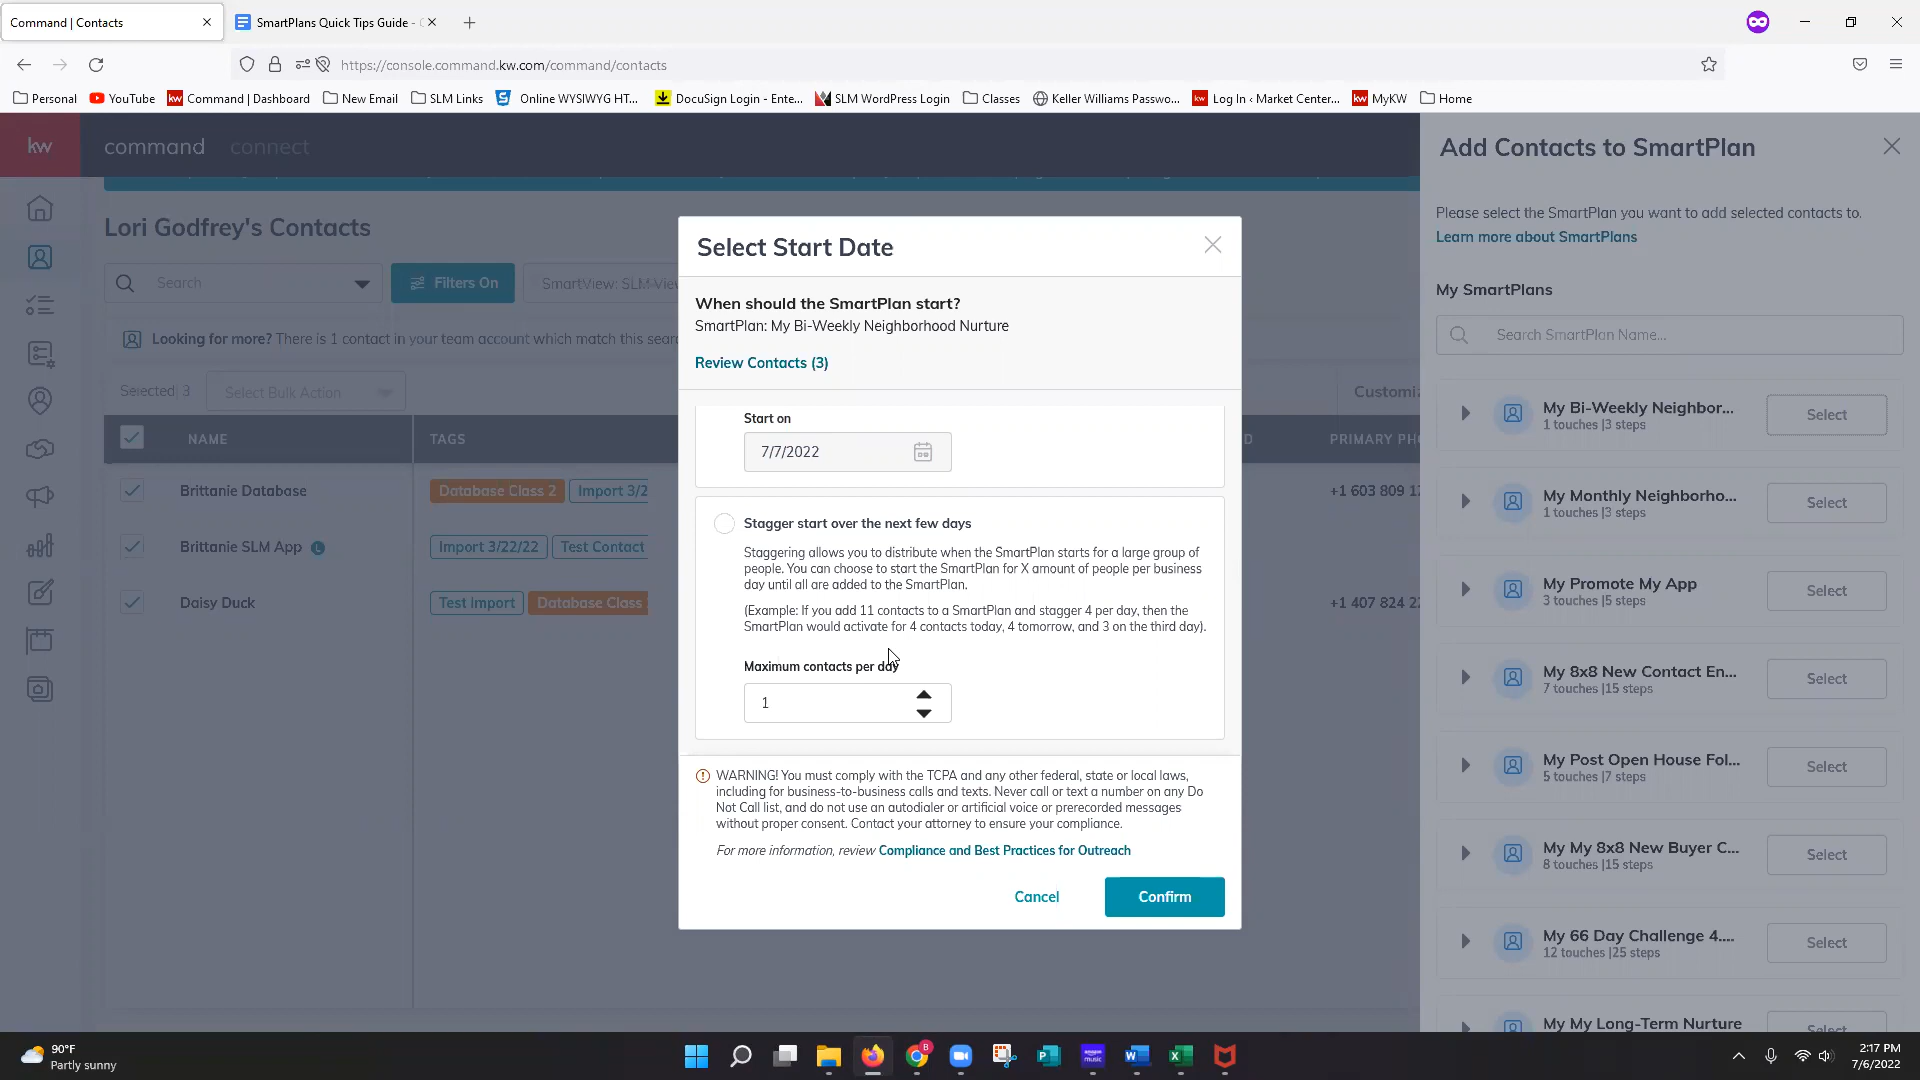 Command | Contacts
SmartPlans Quick Tips Guide -
https://console.command.kw.com/command/contacts
Personal
YouTube
kw Command | Dashboard
New Email
SLM Links
Online WYSIWYG HT...
DocuSign Login - Ente...
SLM WordPress Login
Classes
Keller Williams Passwo...
kw Log In ‹ Market Center...
kw MyKW
Home
kw
command
connect
Lori Godfrey's Contacts
Search
Filters On
SmartView: SLM View
Looking for more? There is 1 contact in your team account which match this sear
Selected: 3
Select Bulk Action
Customiz
NAME
TAGS
D
PRIMARY PHO
Brittanie Database
Database Class 2
Import 3/2
+1 603 809 12
Brittanie SLM App
L
Import 3/22/22
Test Contact
Daisy Duck
Test Import
Database Class
+1 407 824 22
Select Start Date
When should the SmartPlan start?
SmartPlan: My Bi-Weekly Neighborhood Nurture
Review Contacts (3)
Start on
7/7/2022
Stagger start over the next few days
Staggering allows you to distribute when the SmartPlan starts for a large group of
people. You can choose to start the SmartPlan for X amount of people per business
day until all are added to the SmartPlan.
(Example: If you add 11 contacts to a SmartPlan and stagger 4 per day, then the
SmartPlan would activate for 4 contacts today, 4 tomorrow, and 3 on the third day).
Maximum contacts per day
1
WARNING! You must comply with the TCPA and any other federal, state or local laws,
including for business-to-business calls and texts. Never call or text a number on any Do
Not Call list, and do not use an autodialer or artificial voice or prerecorded messages
without proper consent. Contact your attorney to ensure your compliance.
For more information, review Compliance and Best Practices for Outreach
Cancel
Confirm
Add Contacts to SmartPlan
Please select the SmartPlan you want to add selected contacts to.
Learn more about SmartPlans
My SmartPlans
Search SmartPlan Name...
My Bi-Weekly Neighbor...
1 touches |3 steps
Select
My Monthly Neighborho...
1 touches |3 steps
Select
My Promote My App
3 touches |5 steps
Select
My 8x8 New Contact En...
7 touches |15 steps
Select
My Post Open House Fol...
5 touches |7 steps
Select
My My 8x8 New Buyer C...
8 touches |15 steps
Select
My 66 Day Challenge 4....
12 touches |25 steps
Select
My My Long-Term Nurture
Select
90°F
Partly sunny
2:17 PM
7/6/2022